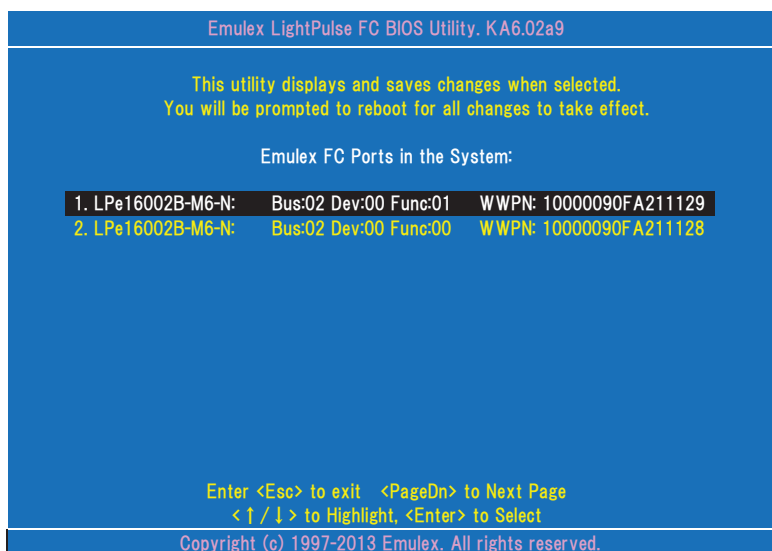 Emulex LightPulse FC BIOS Utility. KA6.02a9
This utility displays and saves changes when selected.
You will be prompted to reboot for all changes to take effect.
Emulex FC Ports in the System:
1. LPe16002B-M6-N: Bus:02 Dev:00 Func:01 WWPN: 10000090FA211129
2. LPe16002B-M6-N: Bus:02 Dev:00 Func:00 WWPN: 10000090FA211128
Enter <Esc> to exit <PageDn> to Next Page
<↑/↓> to Highlight, <Enter> to Select
Copyright (c) 1997-2013 Emulex. All rights reserved.